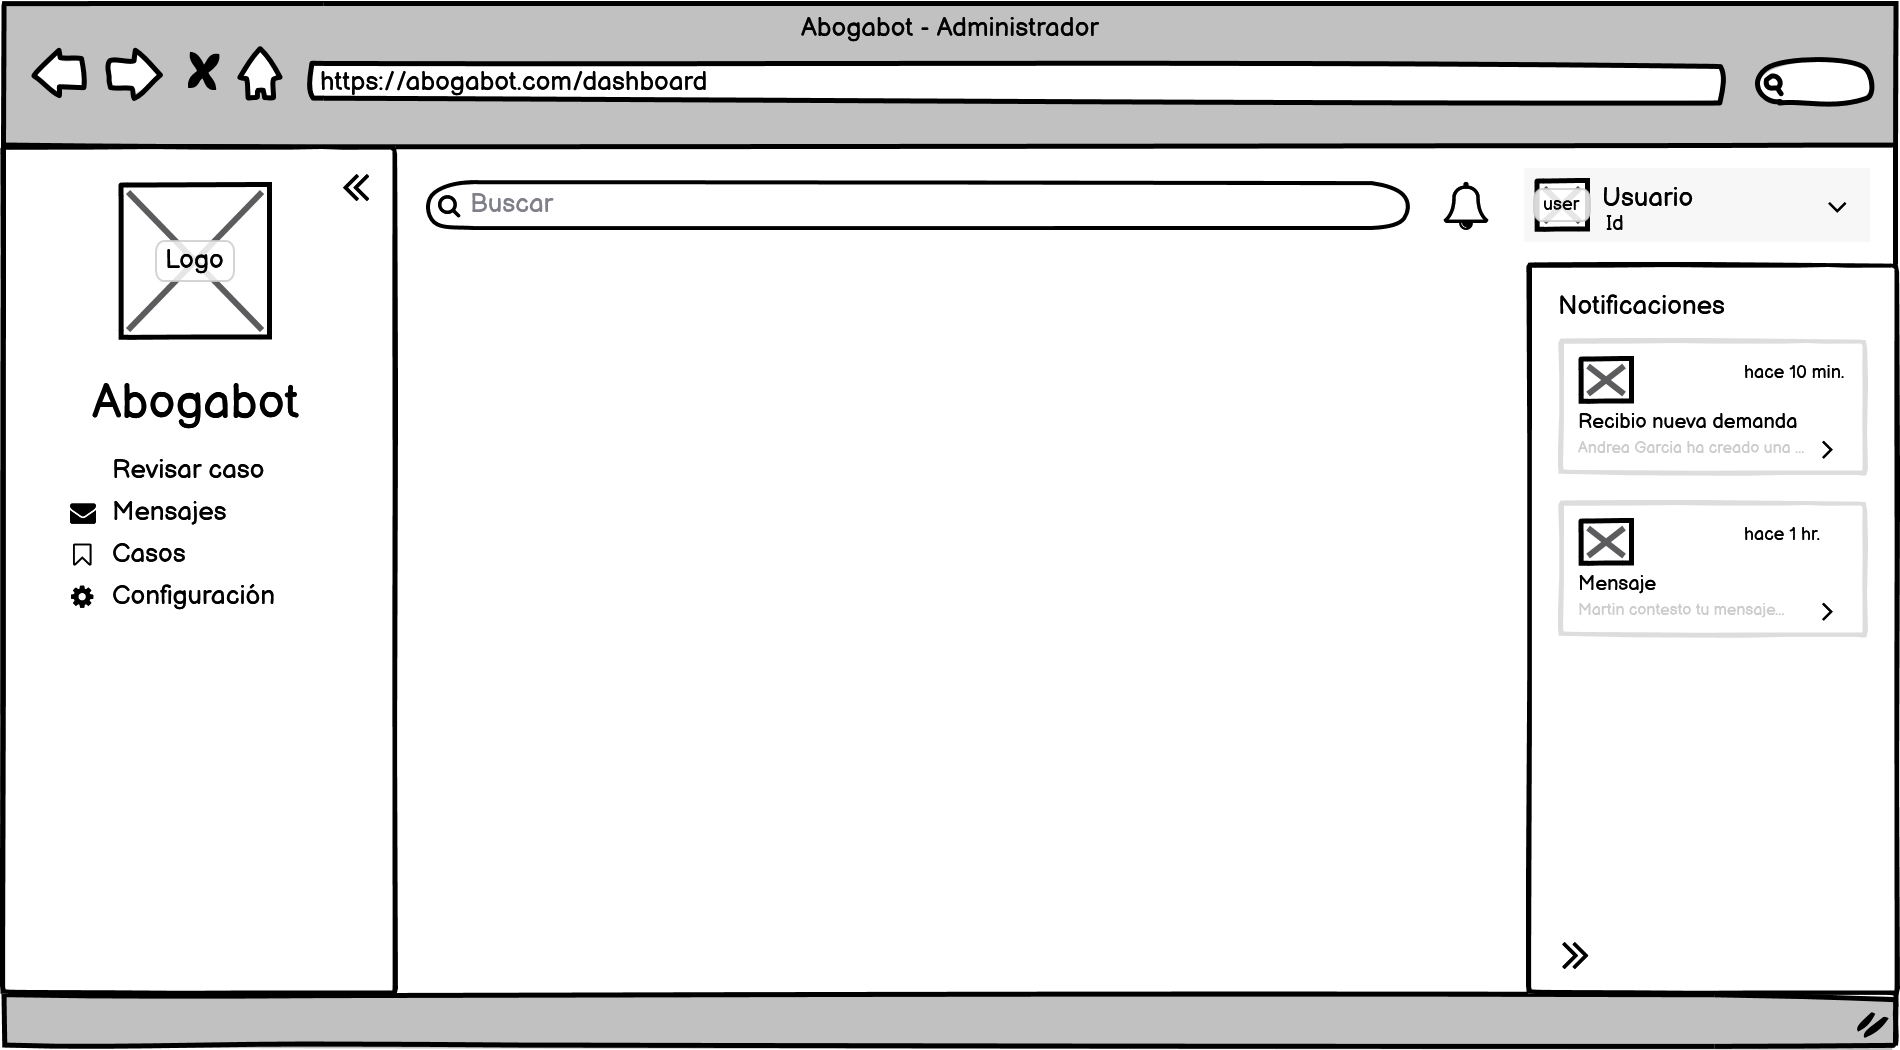 Abogabot - Administrador
https://abogabot.com/dashboard
Logo
Abogabot
Revisar caso
Mensajes
Casos
Configuración
Buscar
user
Usuario
Id
Notificaciones
hace 10 min.
Recibio nueva demanda
Andrea Garcia ha creado una ...
hace 1 hr.
Mensaje
Martin contesto tu mensaje...